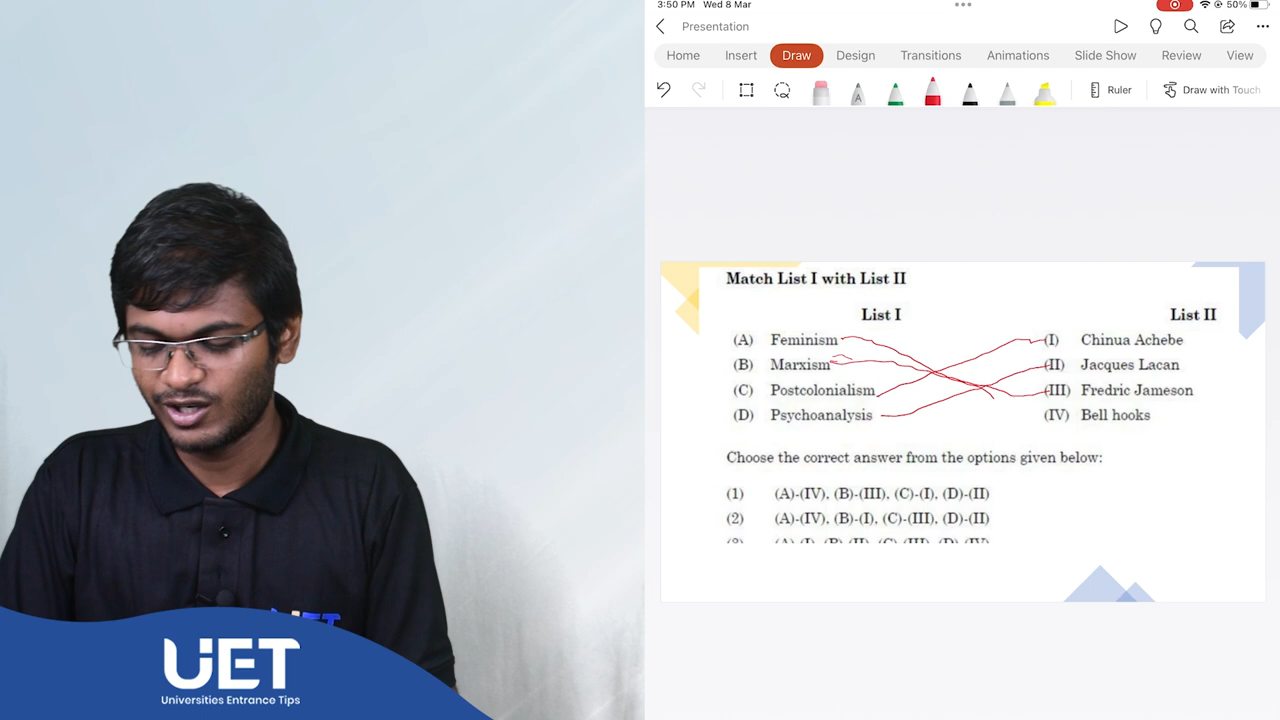 3:50 PM Wed 8 Mar
50%
Presentation
Home Insert Draw Design Transitions Animations Slide Show Review View
A
Ruler
Draw with Touch
Match List I with List II
List I List II
(A) Feminism (I) Chinua Achebe
(B) Marxism (II) Jacques Lacan
(C) Postcolonialism (III) Fredric Jameson
(D) Psychoanalysis (IV) Bell hooks
Choose the correct answer from the options given below:
(1) (A)-(IV), (B)-(III), (C)-(I), (D)-(II)
(2) (A)-(IV), (B)-(I), (C)-(III), (D)-(II)
UET
Universities Entrance Tips